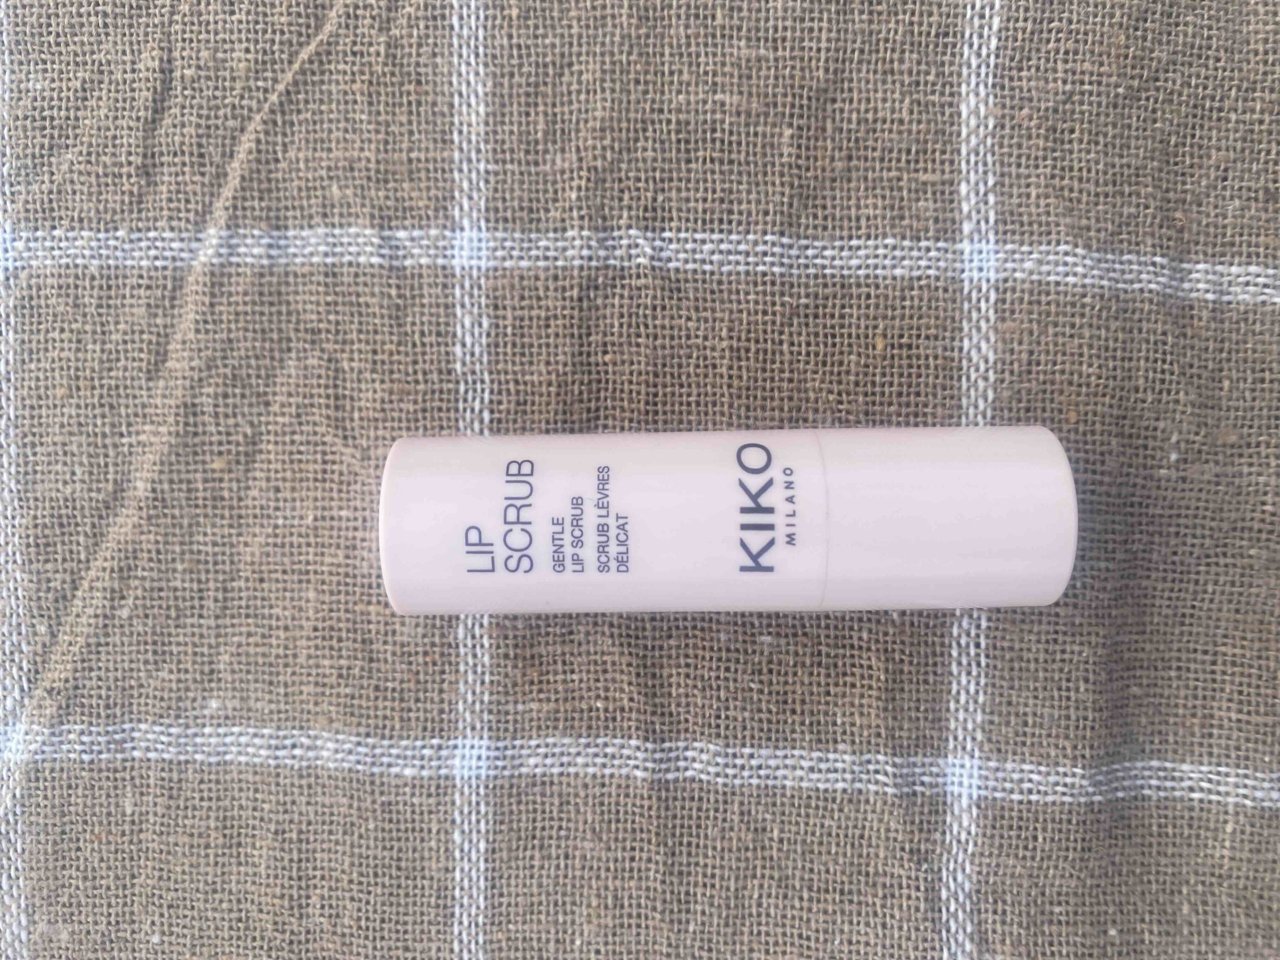 LIP
SCRUB
GENTLE
LIP SCRUB
SCRUB LÈVRES
DÉLICAT
KIKO
MILANO